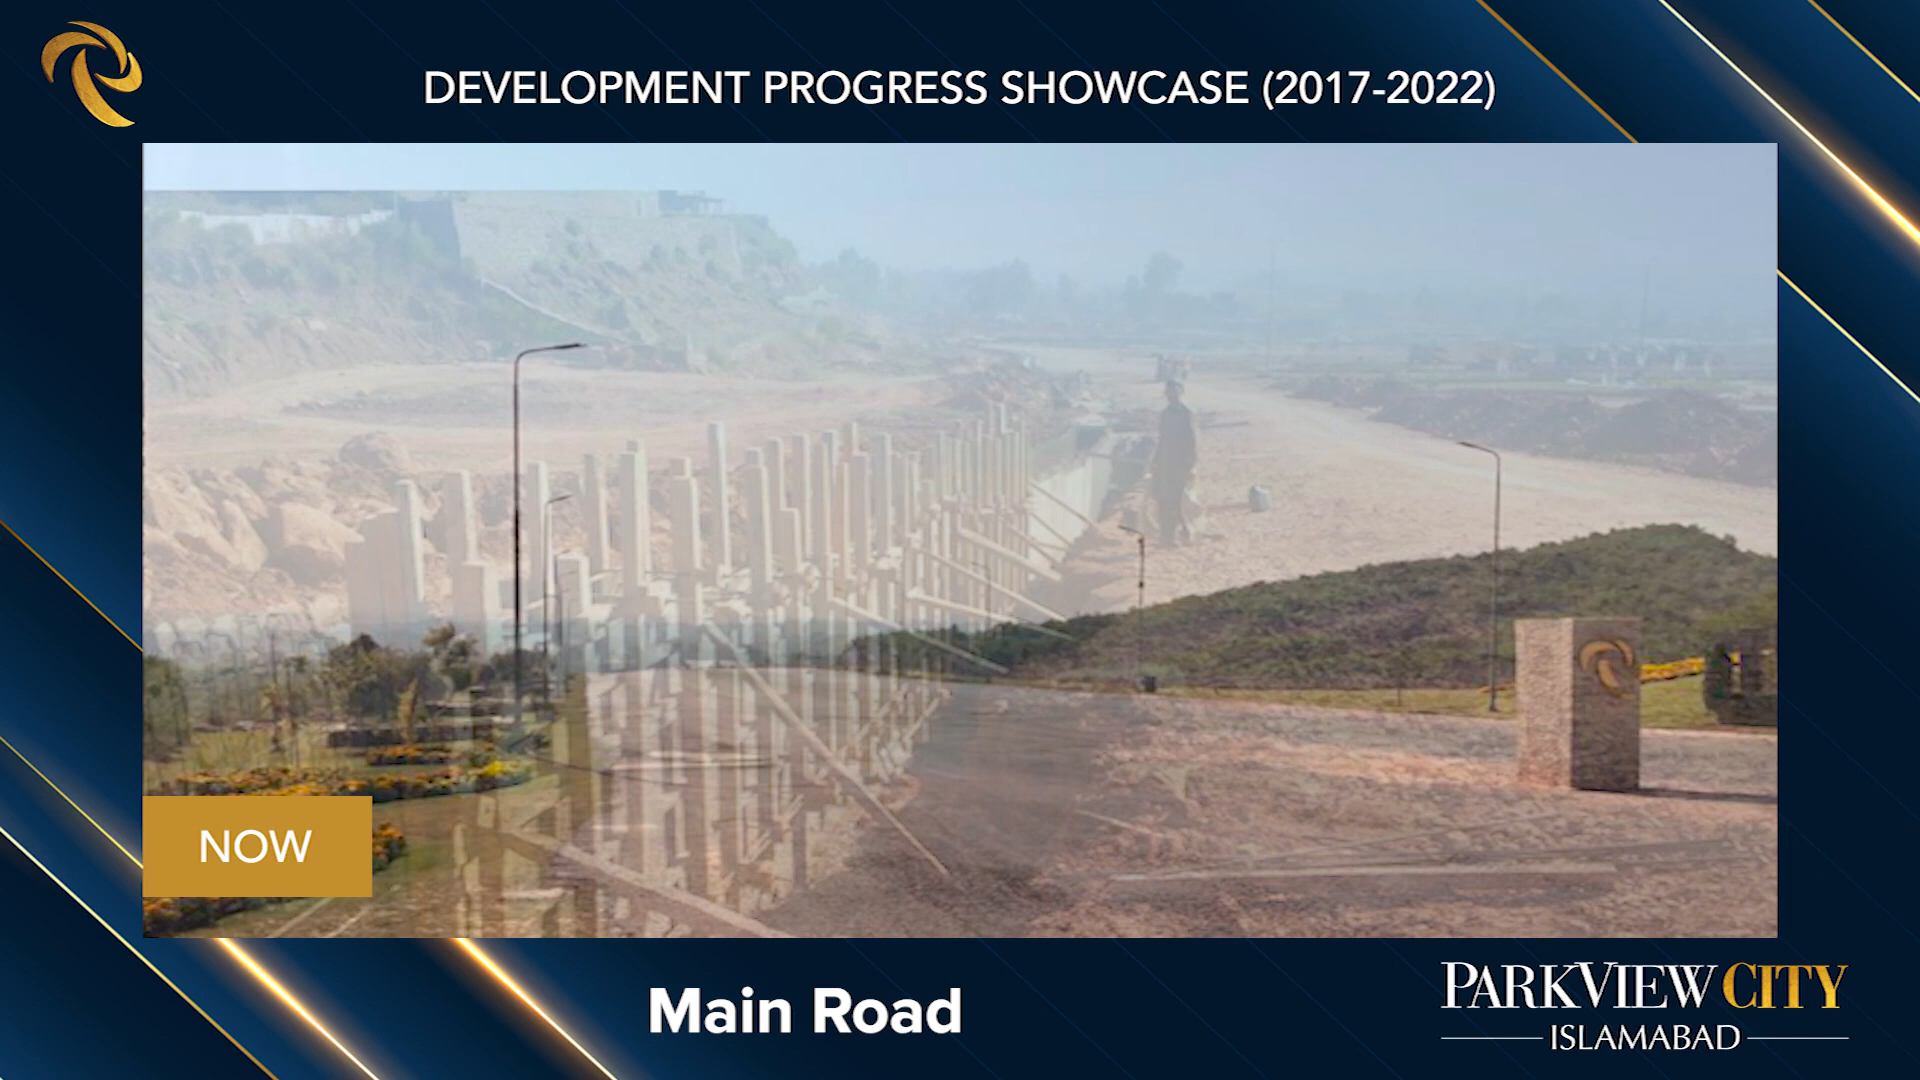 DEVELOPMENT PROGRESS SHOWCASE (2017-2022)
NOW
Main Road
PARKVIEW CITY
ISLAMABAD